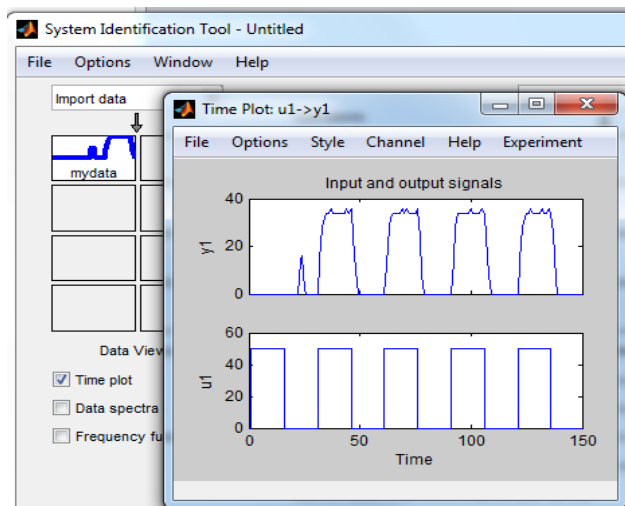 System Identification Tool - Untitled
File Options Window Help
Import data
mydata
Data View
Time plot
Data spectra
Frequency fu
Time Plot: u1->y1
File Options Style Channel Help Experiment
Input and output signals
40
20
0
y1
60
40
20
0
u1
0 50 100 150
Time